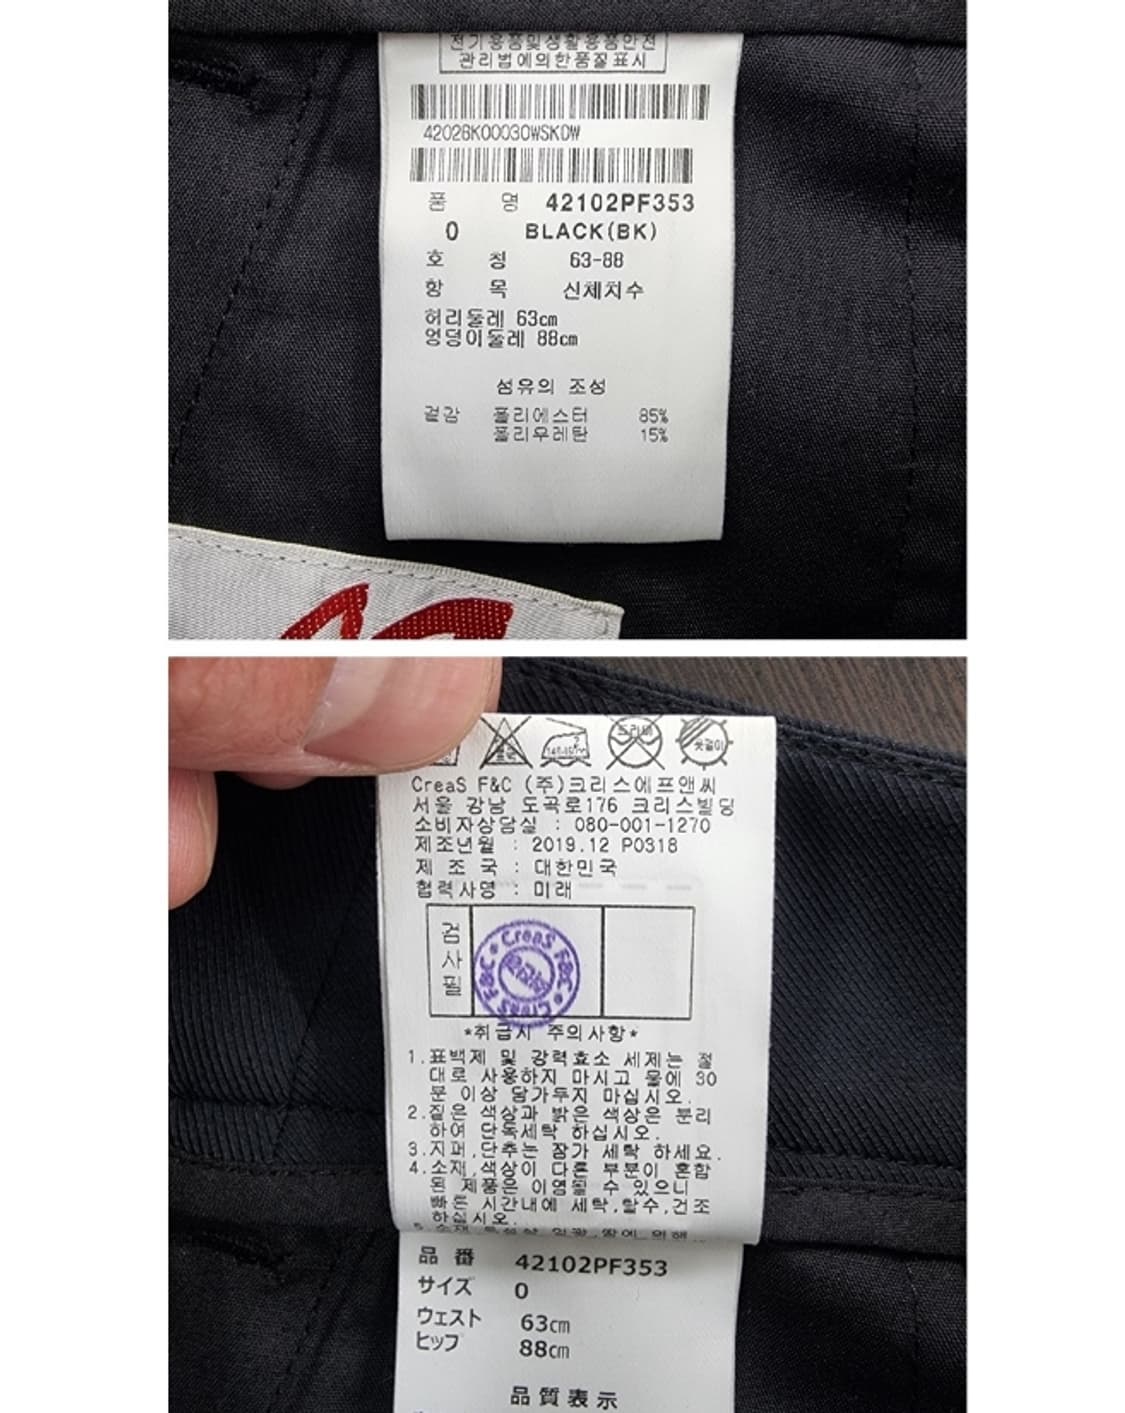 전기용품및생활용품안전
관리법에의한품질표시
42028K00030WSKDW
품 명 42102PF353
0 BLACK(BK)
호 칭 63-88
항 목 신체치수
허리둘레 63cm
엉덩이둘레 88cm
섬유의 조성
겉감 폴리에스터 85%
폴리우레탄 15%
드라이
옷걸이
CreaS F&C (주)크리스에프앤씨
서울 강남 도곡로176 크리스빌딩
소비자상담실 : 080-001-1270
제조년월 : 2019.12 P0318
제 조 국 : 대한민국
협력사명 : 미래
검
사
필
CreaS F&C
CreaS F&C
*취급시 주의사항*
1.표백제 및 강력효소 세제는 절
대로 사용하지 마시고 물에 30
분 이상 담가두지 마십시오.
2.짙은 색상과 밝은 색상은 분리
하여 단독세탁 하십시오.
3.지퍼,단추는 잠가 세탁 하세요.
4.소재,색상이 다른 부분이 혼합
된 제품은 이염될 수 있으니
빠른 시간내에 세탁,탈수,건조
하십시오.
品番 42102PF353
サイズ 0
ウェスト 63cm
ヒップ 88cm
品質表示